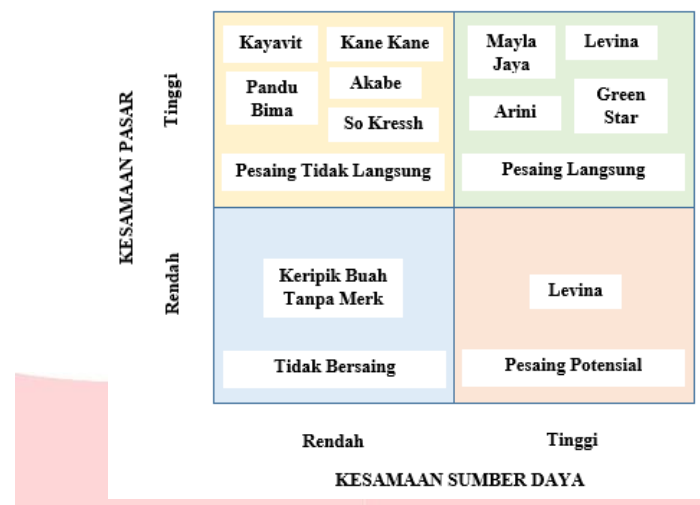 KESAMAAN PASAR
Tinggi
Kayavit
Kane Kane
Pandu
Bima
Akabe
So Kressh
Pesaing Tidak Langsung
Mayla
Jaya
Levina
Arini
Green
Star
Pesaing Langsung
Rendah
Keripik Buah
Tanpa Merk
Tidak Bersaing
Levina
Pesaing Potensial
Rendah
Tinggi
KESAMAAN SUMBER DAYA